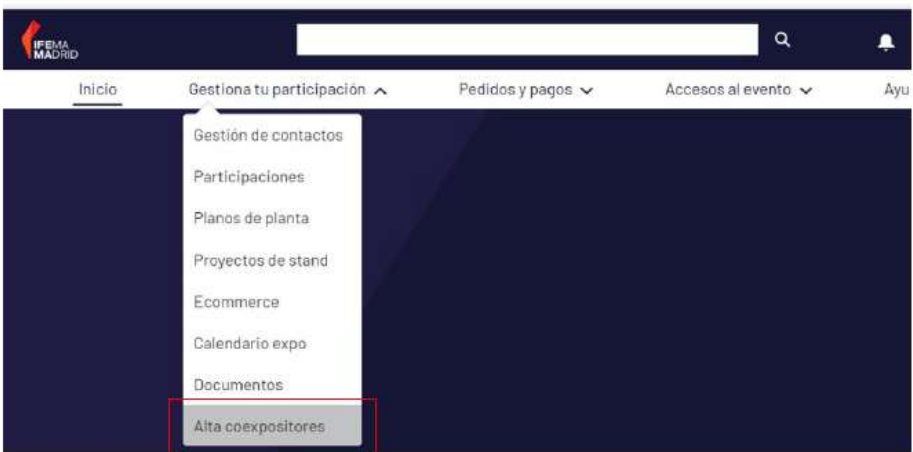 IFEMA
MADRID
Inicio Gestiona tu participación Pedidos y pagos Accesos al evento Ayu
Gestión de contactos
Participaciones
Planos de planta
Proyectos de stand
Ecommerce
Calendario expo
Documentos
Alta coexpositores